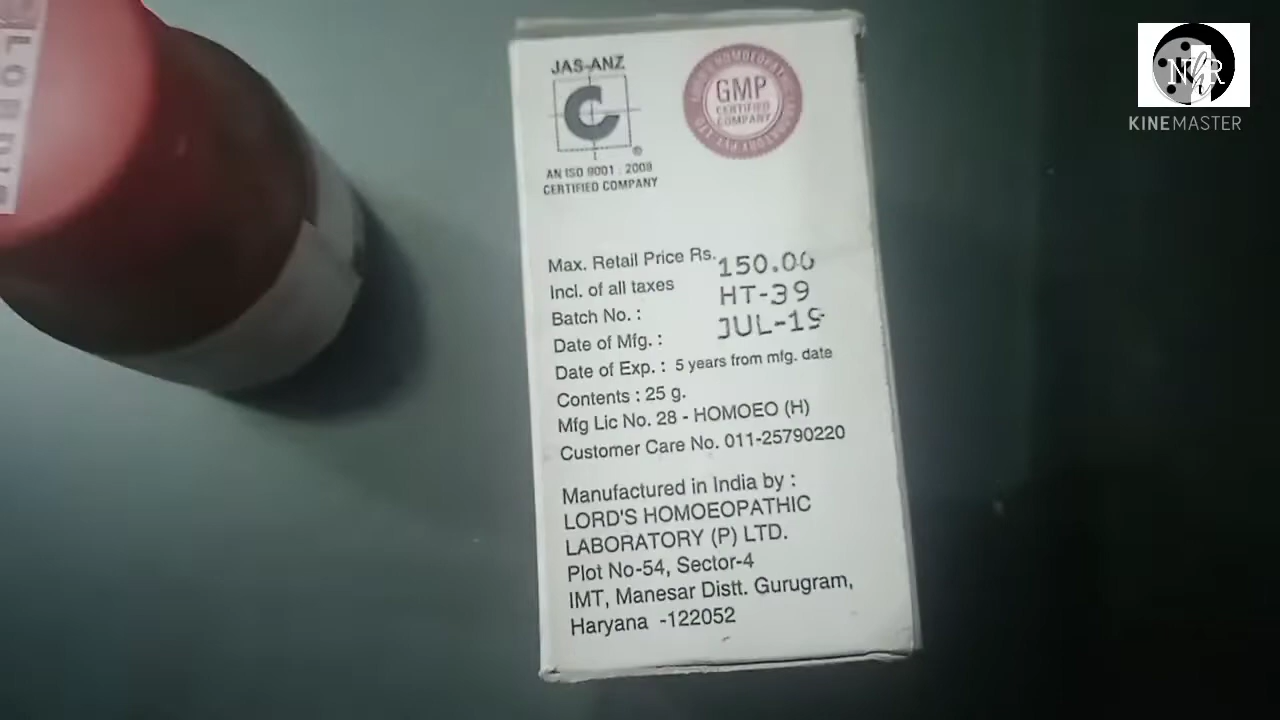 JAS-ANZ
AN ISO 9001 : 2008
CERTIFIED COMPANY
GMP
CERTIFIED
COMPANY
Max. Retail Price Rs. 150.00
Incl. of all taxes
Batch No. : HT-39
Date of Mfg. : JUL-19
Date of Exp. : 5 years from mfg. date
Contents : 25 g.
Mfg Lic No. 28 - HOMOEO (H)
Customer Care No. 011-25790220
Manufactured in India by :
LORD'S HOMOEOPATHIC
LABORATORY (P) LTD.
Plot No-54, Sector-4
IMT, Manesar Distt. Gurugram,
Haryana -122052
KINEMASTER